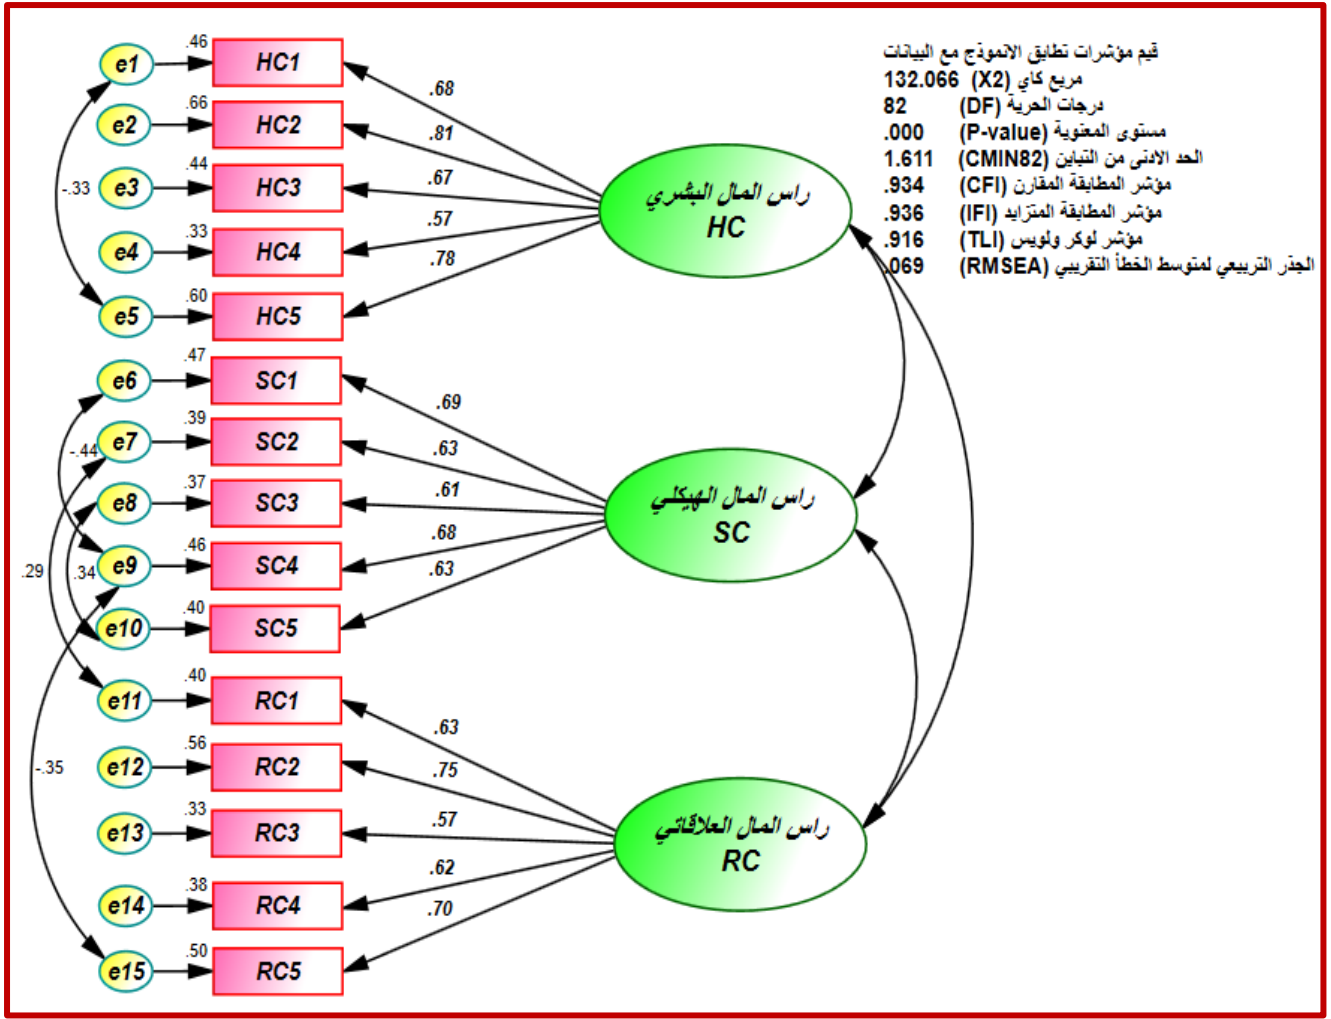 قيم مؤشرات تطابق الانموذج مع البيانات
مربع كاي (X2) 132.066
درجات الحرية (DF) 82
مستوى المعنوية (P-value) .000
الحد الادنى من التباين (CMIN82) 1.611
مؤشر المطابقة المقارن (CFI) .934
مؤشر المطابقة المتزايد (IFI) .936
مؤشر لوكر ولويس (TLI) .916
الجذر التربيعي لمتوسط الخطأ التقريبي (RMSEA) .069
e1 .46 HC1 .68
e2 .66 HC2 .81
e3 .44 HC3 .67
e4 .33 HC4 .57
e5 .60 HC5 .78
-.33
راس المال البشري
HC
e6 .47 SC1 .69
e7 .39 SC2 .63
e8 .37 SC3 .61
e9 .46 SC4 .68
e10 .40 SC5 .63
-.44
.29
.34
راس المال الهيكلي
SC
e11 .40 RC1 .63
e12 .56 RC2 .75
e13 .33 RC3 .57
e14 .38 RC4 .62
e15 .50 RC5 .70
-.35
راس المال العلاقاتي
RC